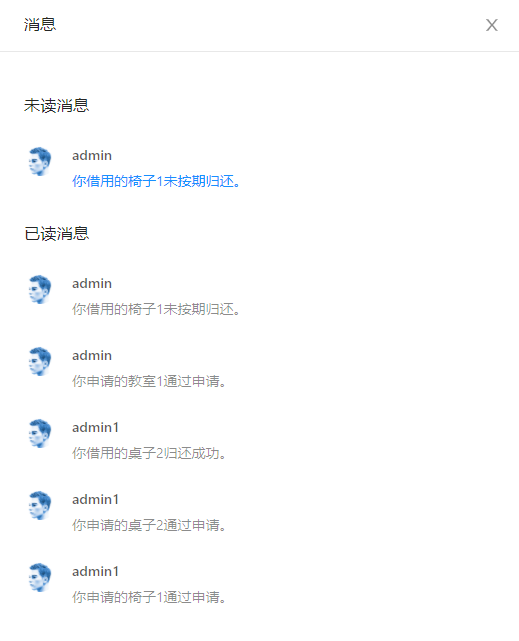 消息
X
未读消息
admin
你借用的椅子1未按期归还。
已读消息
admin
你借用的椅子1未按期归还。
admin
你申请的教室1通过申请。
admin1
你借用的桌子2归还成功。
admin1
你申请的桌子2通过申请。
admin1
你申请的椅子1通过申请。